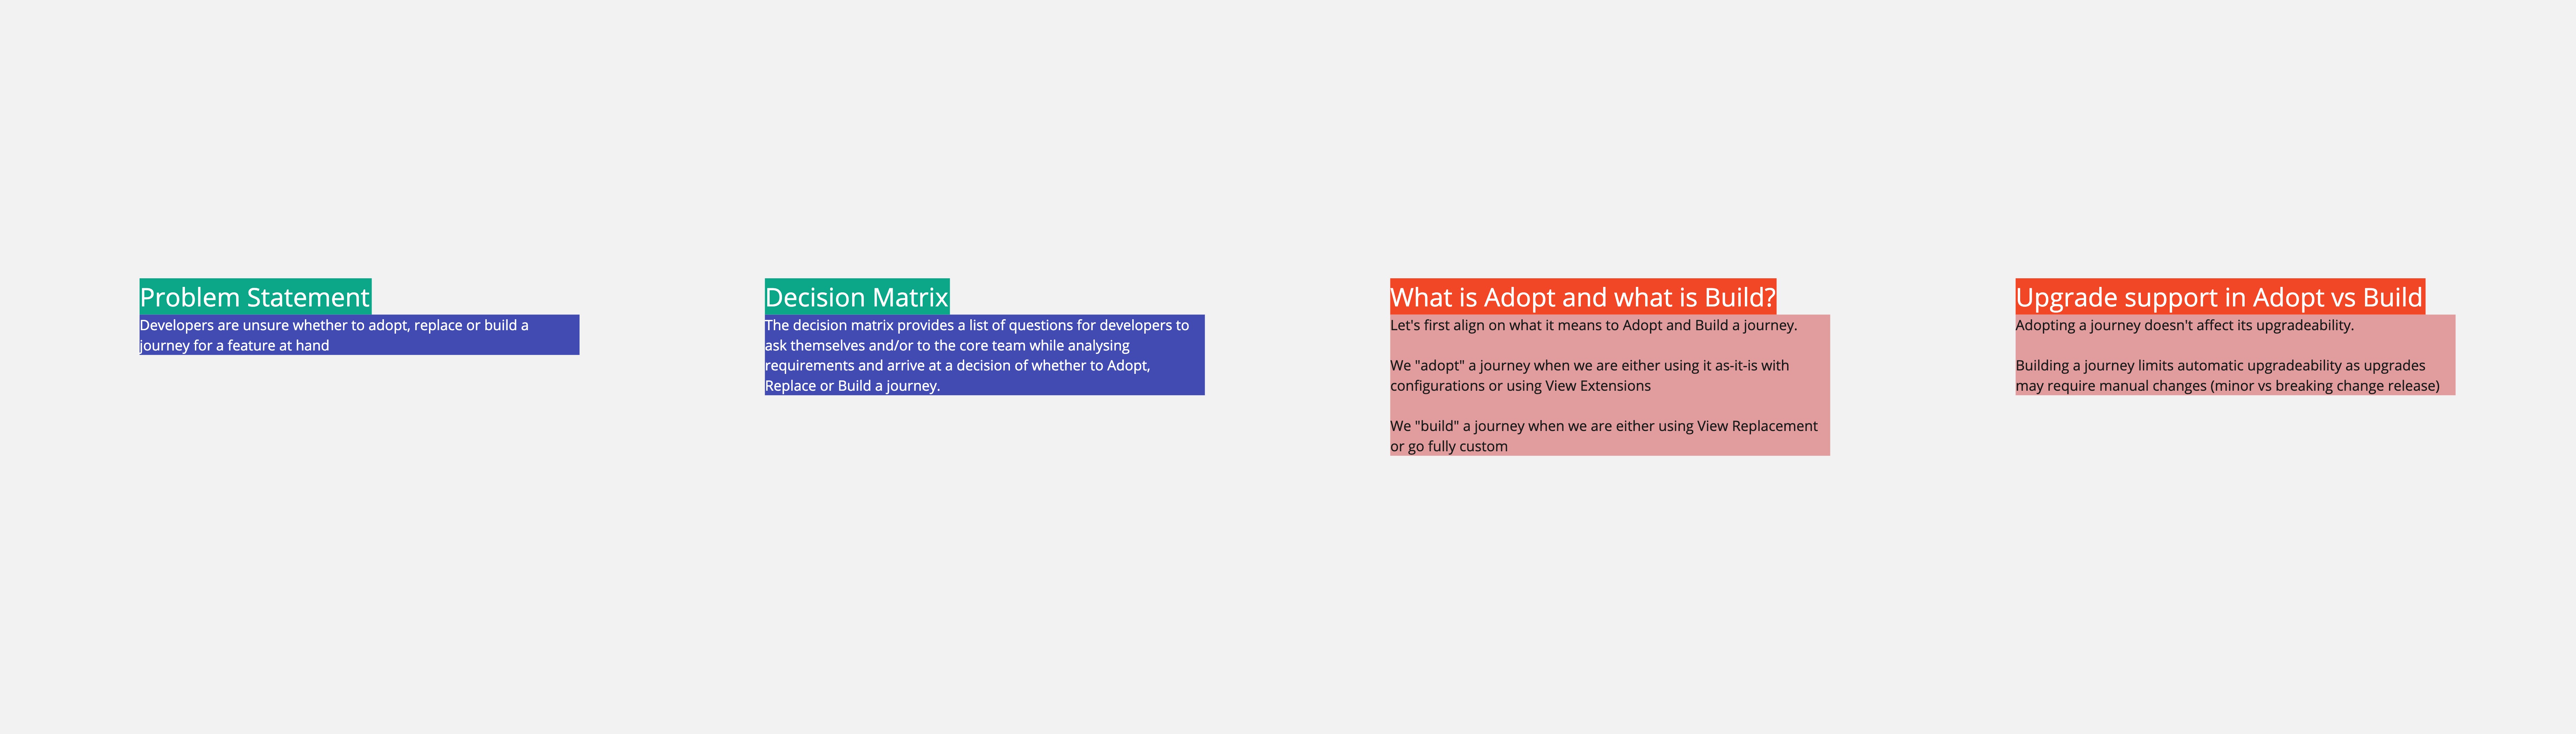 Problem Statement
Developers are unsure whether to adopt, replace or build a
journey for a feature at hand
Decision Matrix
The decision matrix provides a list of questions for developers to
ask themselves and/or to the core team while analysing
requirements and arrive at a decision of whether to Adopt,
Replace or Build a journey.
What is Adopt and what is Build?
Let's first align on what it means to Adopt and Build a journey.
We "adopt" a journey when we are either using it as-it-is with
configurations or using View Extensions
We "build" a journey when we are either using View Replacement
or go fully custom
Upgrade support in Adopt vs Build
Adopting a journey doesn't affect its upgradeability.
Building a journey limits automatic upgradeability as upgrades
may require manual changes (minor vs breaking change release)